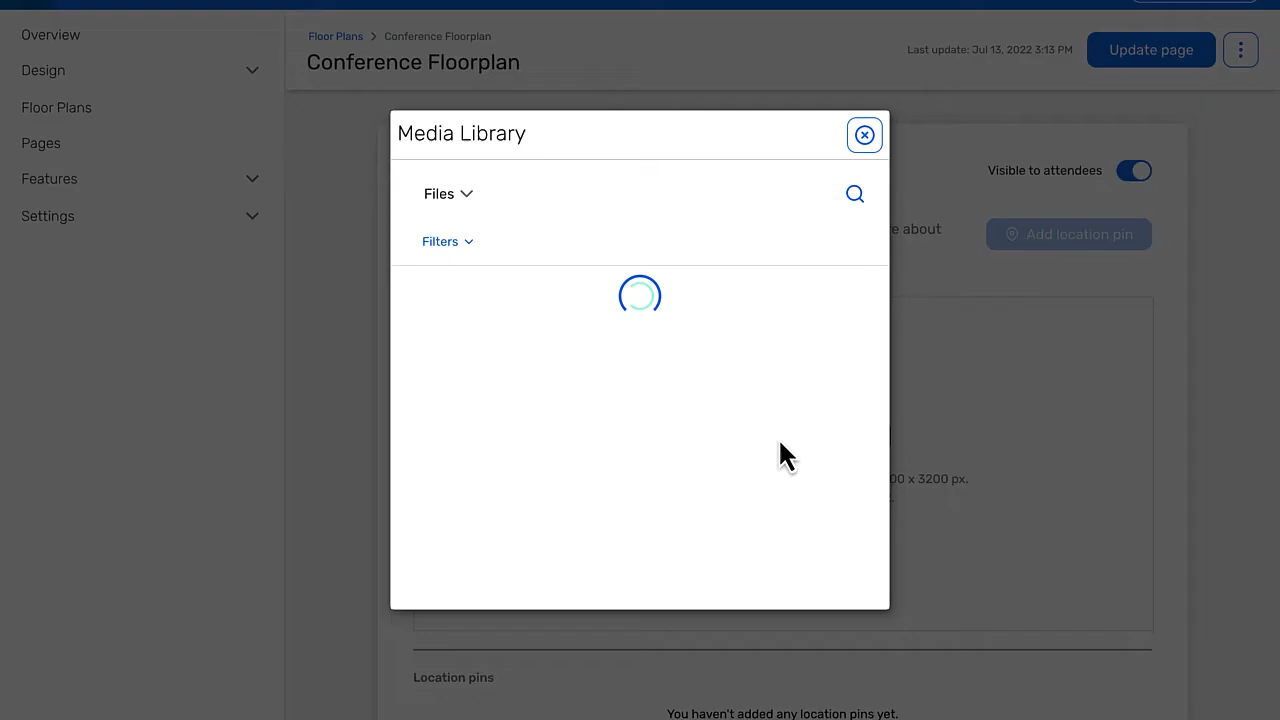 Overview
Design
Floor Plans
Pages
Features
Settings
Floor Plans > Conference Floorplan
Conference Floorplan
Last update: Jul 13, 2022 3:13 PM
Update page
Media Library
Files
Filters
Visible to attendees
about
Add location pin
x 3200 px.
Location pins
You haven't added any location pins yet.